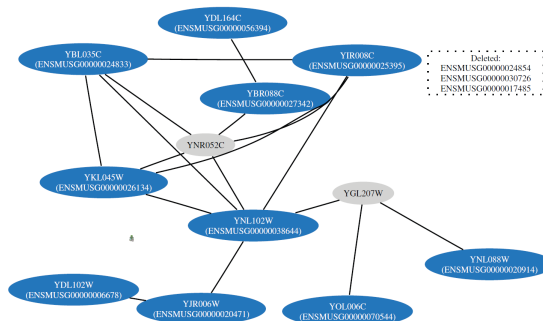 YDL164C
(ENSMUSG00000056394)
YBL035C
(ENSMUSG00000024833)
YIR008C
(ENSMUSG00000025395)
Deleted:
ENSMUSG00000024854
ENSMUSG00000030726
ENSMUSG00000017485
YBR088C
(ENSMUSG00000027342)
YNR052C
YKL045W
(ENSMUSG00000026134)
YGL207W
YNL102W
(ENSMUSG00000038644)
YNL088W
(ENSMUSG00000020914)
YDL102W
(ENSMUSG00000006678)
YJR006W
(ENSMUSG00000020471)
YOL006C
(ENSMUSG00000070544)